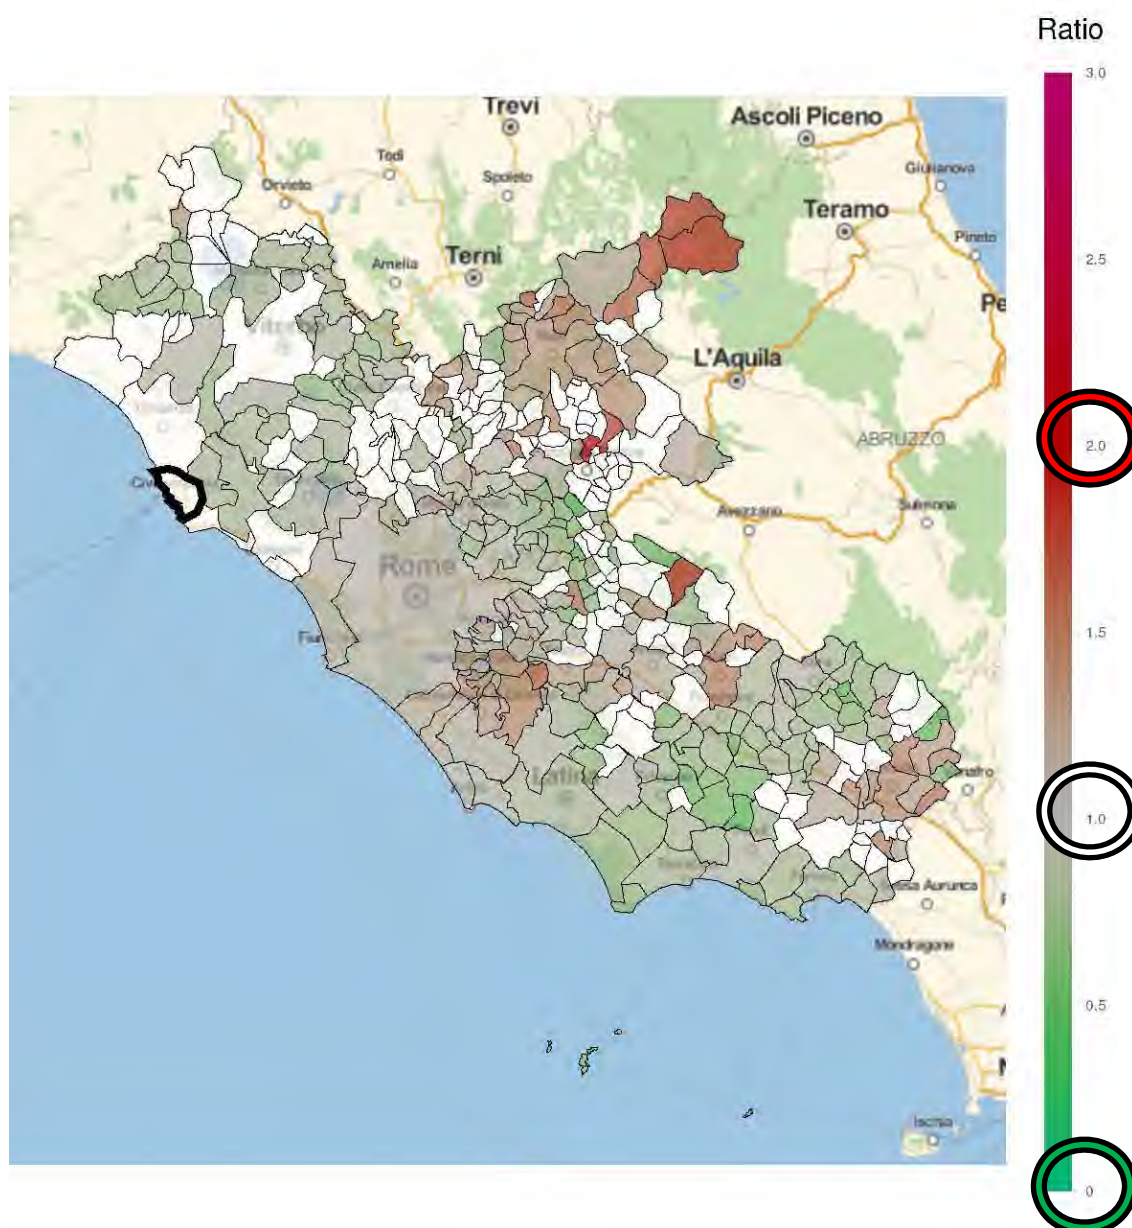 Ratio
3.0
Trevi
Ascoli Piceno
Todi
Giulianova
Orvieto
Spoleto
Teramo
Pineto
Terni
Amelia
2.5
Pe
L'Aquila
ABRUZZO
2.0
Sulmona
Avezzano
Rome
1.5
Latina
1.0
0.5
Mondragone
Ischia
0